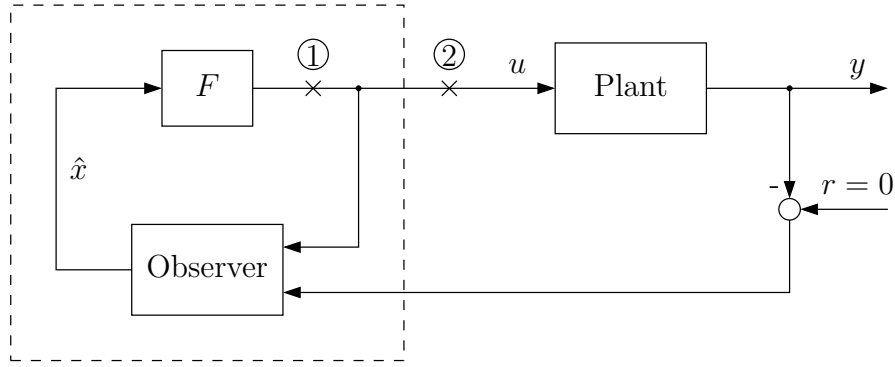 ① ②
F
u
Plant
y
x̂
- r = 0
Observer